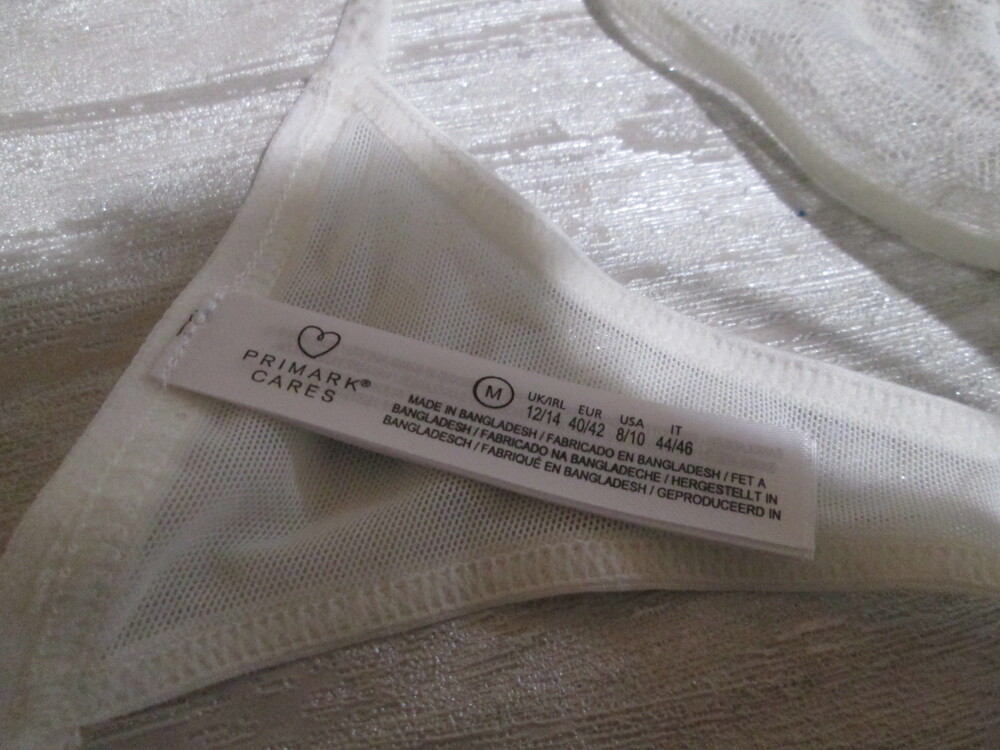 PRIMARK®
CARES
M
UK/IRL EUR USA IT
12/14 40/42 8/10 44/46
MADE IN BANGLADESH / FABRICADO EN BANGLADESH / FET A
BANGLADESH / FABRICADO NA BANGLADECHE / HERGESTELLT IN
BANGLADESCH / FABRIQUÉ EN BANGLADESH / GEPRODUCEERD IN